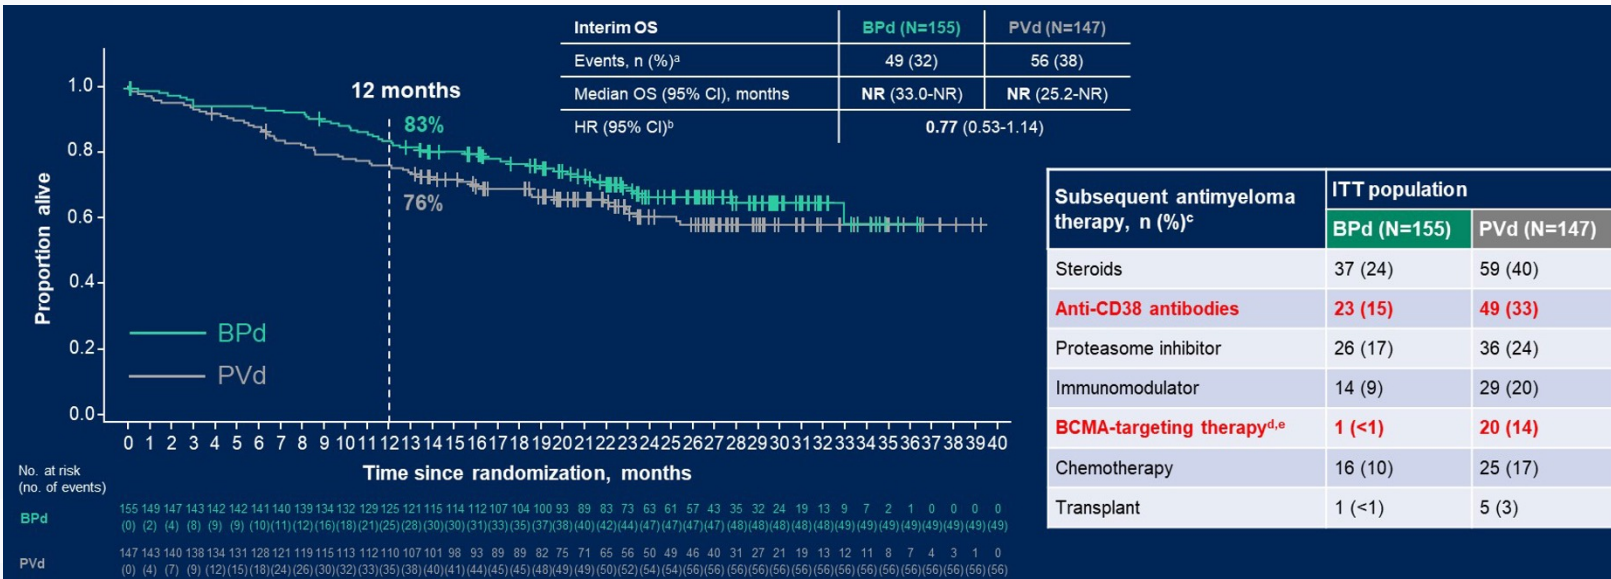 Interim OS BPd (N=155) PVd (N=147)
Events, n (%)ᵃ 49 (32) 56 (38)
Median OS (95% CI), months NR (33.0-NR) NR (25.2-NR)
HR (95% CI)ᵇ 0.77 (0.53-1.14)
12 months
83%
76%
Proportion alive
1.0
0.8
0.6
0.4
0.2
0.0
BPd
PVd
0 1 2 3 4 5 6 7 8 9 10 11 12 13 14 15 16 17 18 19 20 21 22 23 24 25 26 27 28 29 30 31 32 33 34 35 36 37 38 39 40
Time since randomization, months
No. at risk
(no. of events)
BPd
155 149 147 143 142 142 141 140 139 134 132 129 125 121 115 114 112 107 104 100 93 89 83 73 63 61 57 43 35 32 24 19 13 9 7 2 1 0 0 0 0
(0) (2) (4) (8) (9) (9) (10) (11) (12) (16) (18) (21) (25) (28) (30) (30) (31) (33) (35) (37) (38) (40) (42) (44) (47) (47) (47) (47) (48) (48) (48) (48) (48) (49) (49) (49) (49) (49) (49) (49) (49)
PVd
147 143 140 138 134 131 128 121 119 115 113 112 110 107 101 98 93 89 89 82 75 71 65 56 50 49 46 40 31 27 21 19 13 12 11 8 7 4 3 1 0
(0) (4) (7) (9) (12) (15) (18) (24) (26) (30) (32) (33) (35) (38) (40) (41) (44) (45) (45) (48) (49) (49) (50) (52) (54) (54) (56) (56) (56) (56) (56) (56) (56) (56) (56) (56) (56) (56) (56) (56) (56)
Subsequent antimyeloma
therapy, n (%)ᶜ
ITT population
BPd (N=155) PVd (N=147)
Steroids 37 (24) 59 (40)
Anti-CD38 antibodies 23 (15) 49 (33)
Proteasome inhibitor 26 (17) 36 (24)
Immunomodulator 14 (9) 29 (20)
BCMA-targeting therapyᵈ,ᵉ 1 (<1) 20 (14)
Chemotherapy 16 (10) 25 (17)
Transplant 1 (<1) 5 (3)